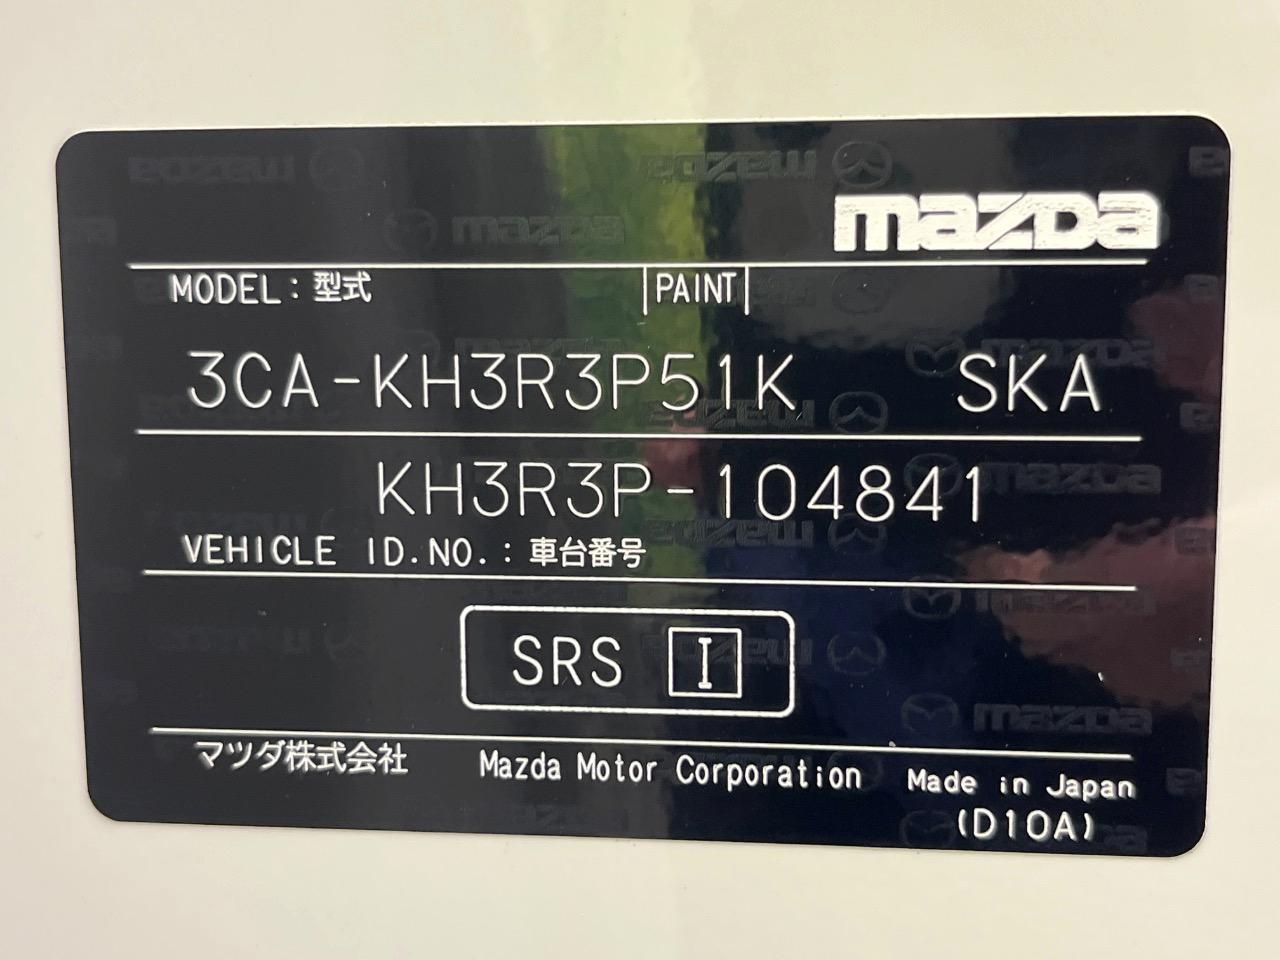 mazda
MODEL : 型式 PAINT
3CA-KH3R3P51K SKA
KH3R3P-104841
VEHICLE ID.NO. : 車台番号
SRS I
マツダ株式会社 Mazda Motor Corporation Made in Japan
(D10A)